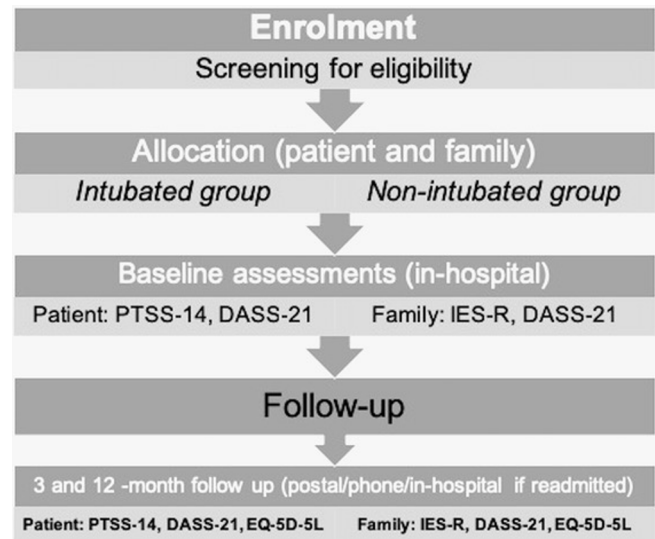 Enrolment
Screening for eligibility
Allocation (patient and family)
Intubated group Non-intubated group
Baseline assessments (in-hospital)
Patient: PTSS-14, DASS-21 Family: IES-R, DASS-21
Follow-up
3 and 12 -month follow up (postal/phone/in-hospital if readmitted)
Patient: PTSS-14, DASS-21, EQ-5D-5L Family: IES-R, DASS-21, EQ-5D-5L